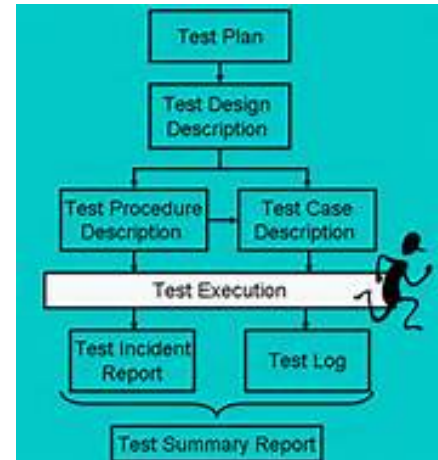 Test Plan
Test Design
Description
Test Procedure
Description
Test Case
Description
Test Execution
Test Incident
Report
Test Log
Test Summary Report